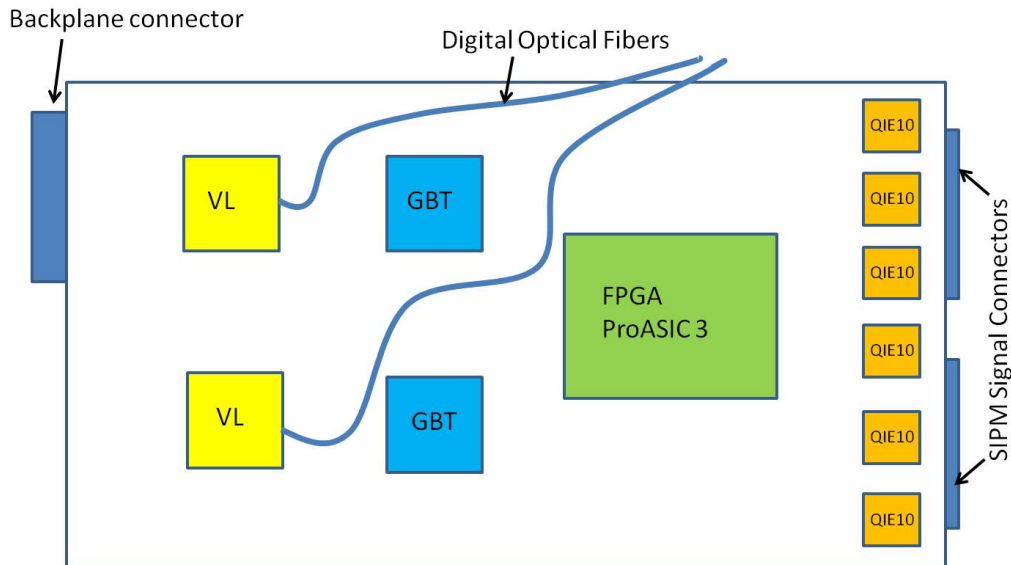 Backplane connector
Digital Optical Fibers
QIE10
VL
GBT
QIE10
QIE10
FPGA
ProASIC 3
QIE10
VL
GBT
QIE10
QIE10
SIPM Signal Connectors